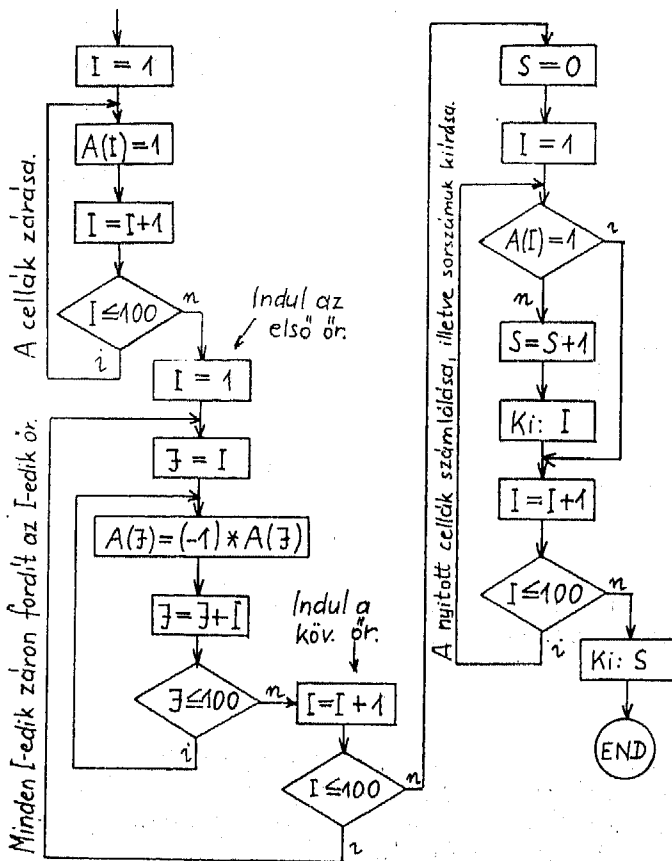 I = 1
A(I)=1
I = I+1
I≤100
n
i
A cellák zárása.
Indul az
első őr.
I = 1
J = I
A(J)=(-1)*A(J)
J=J+I
J≤100
n
i
Minden I-edik záron fordít az I-edik őr.
Indul a
köv. őr.
I=I+1
I≤100
n
i
S=0
I=1
A(I)=1
i
n
S=S+1
Ki: I
I=I+1
I≤100
n
i
A nyitott cellák számlálása, illetve sorszámuk kiírása.
Ki: S
END